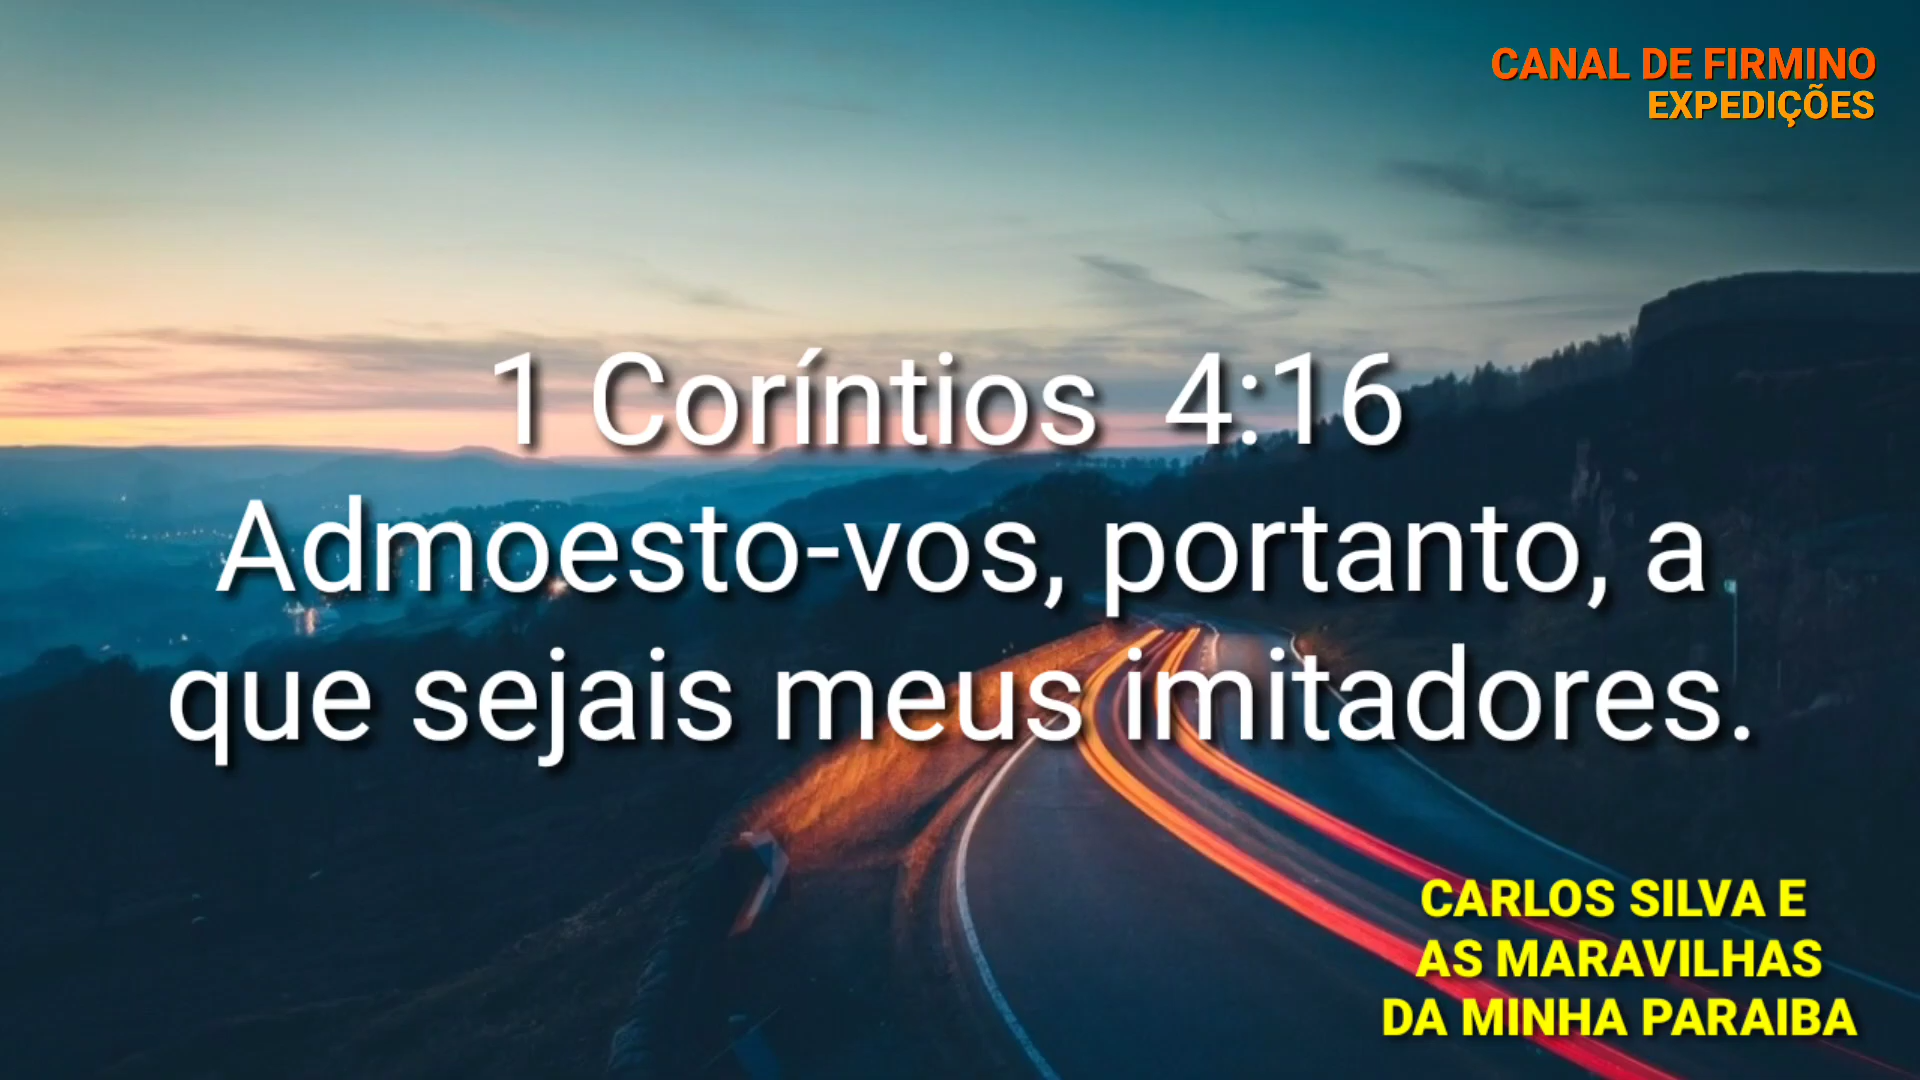 CANAL DE FIRMINO
EXPEDIÇÕES
1 Coríntios 4:16
Admoesto-vos, portanto, a
que sejais meus imitadores.
CARLOS SILVA E
AS MARAVILHAS
DA MINHA PARAIBA